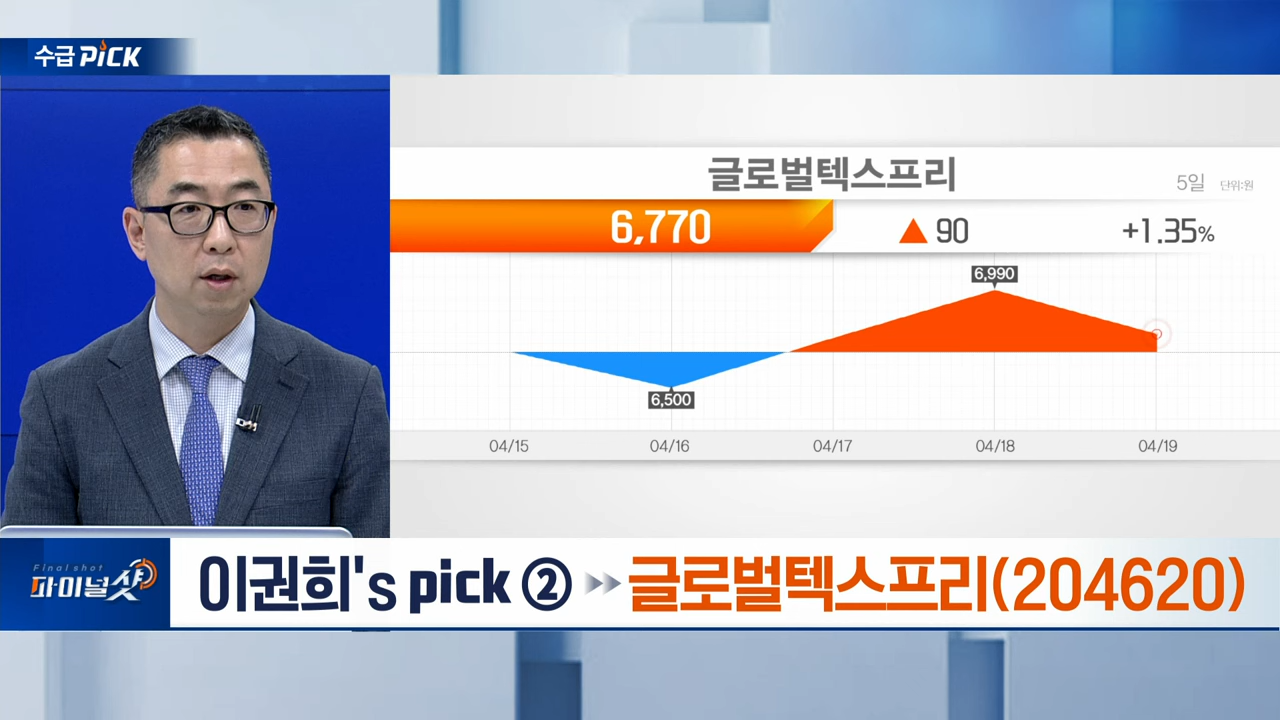 수급 PiCK
글로벌텍스프리
5일 단위:원
6,770 ▲ 90 +1.35%
6,990
6,500
04/15 04/16 04/17 04/18 04/19
Final shot
파이널샷
이권희's pick ② 글로벌텍스프리(204620)